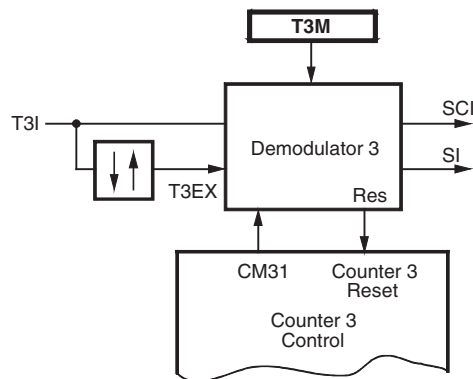 T3M
T3I
Demodulator 3
SCI
SI
T3EX
Res
CM31
Counter 3
Reset
Counter 3
Control